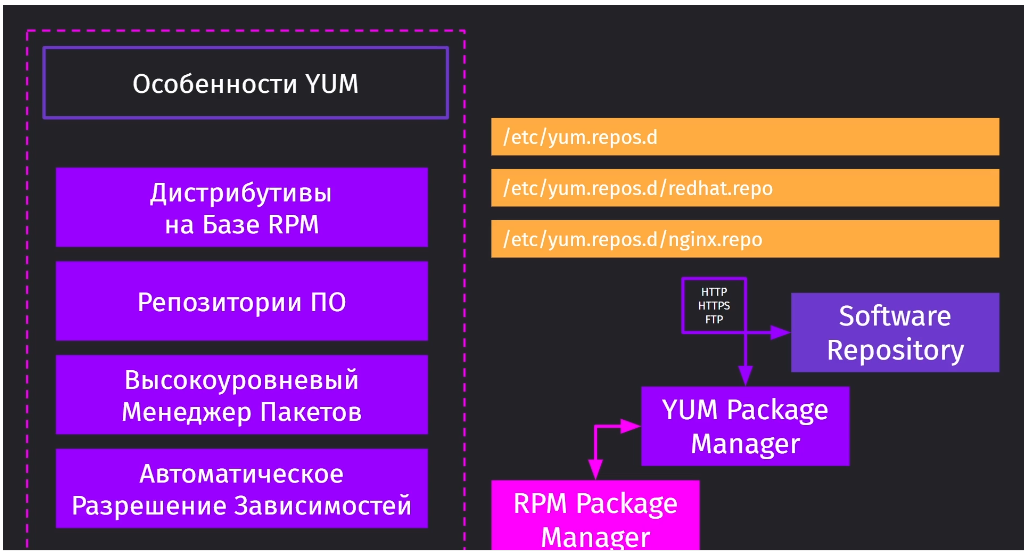 Особенности YUM
Дистрибутивы
на Базе RPM
Репозитории ПО
Высокоуровневый
Менеджер Пакетов
Автоматическое
Разрешение Зависимостей
/etc/yum.repos.d
/etc/yum.repos.d/redhat.repo
/etc/yum.repos.d/nginx.repo
HTTP
HTTPS
FTP
Software
Repository
YUM Package
Manager
RPM Package
Manager